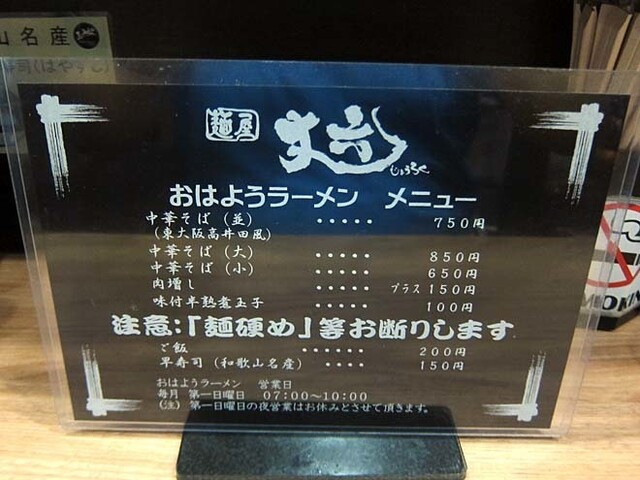 山名産
寿司(はやずし)
麺屋
丈六
じょうろく
おはようラーメン メニュー
中華そば（並） ・・・・・ 750円
（東大阪高井田風）
中華そば（大） ・・・・・ 850円
中華そば（小） ・・・・・ 650円
肉増し ・・・・・ プラス150円
味付半熟煮玉子 ・・・・・ 100円
注意:「麺硬め」等お断りします
ご飯 ・・・・・・ 200円
早寿司（和歌山名産） ・・・・ 150円
おはようラーメン 営業日
毎月 第一日曜日 07:00〜10:00
（注）第一日曜日の夜営業はお休みとさせて頂きます。